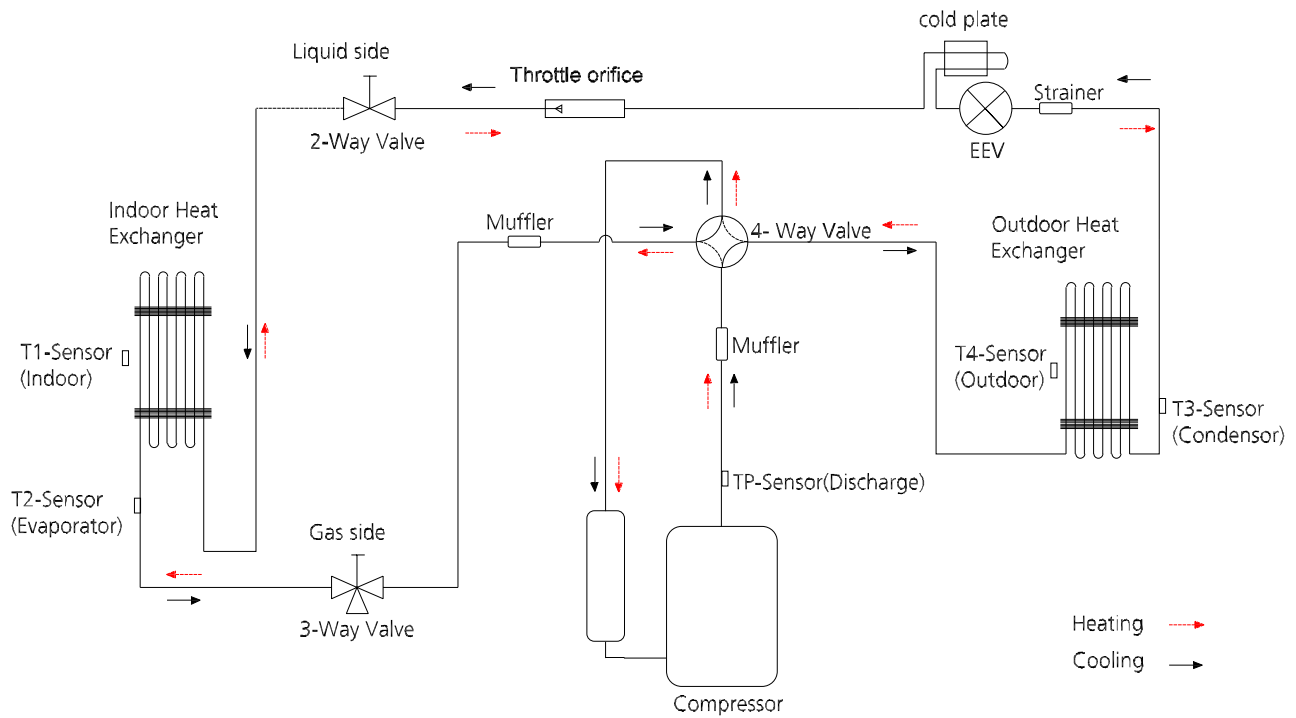 cold plate
Liquid side
Throttle orifice
Strainer
2-Way Valve
EEV
Indoor Heat
Exchanger
Muffler
4- Way Valve
Outdoor Heat
Exchanger
T1-Sensor
(Indoor)
Muffler
T4-Sensor
(Outdoor)
T3-Sensor
(Condensor)
T2-Sensor
(Evaporator)
TP-Sensor(Discharge)
Gas side
3-Way Valve
Heating
Cooling
Compressor